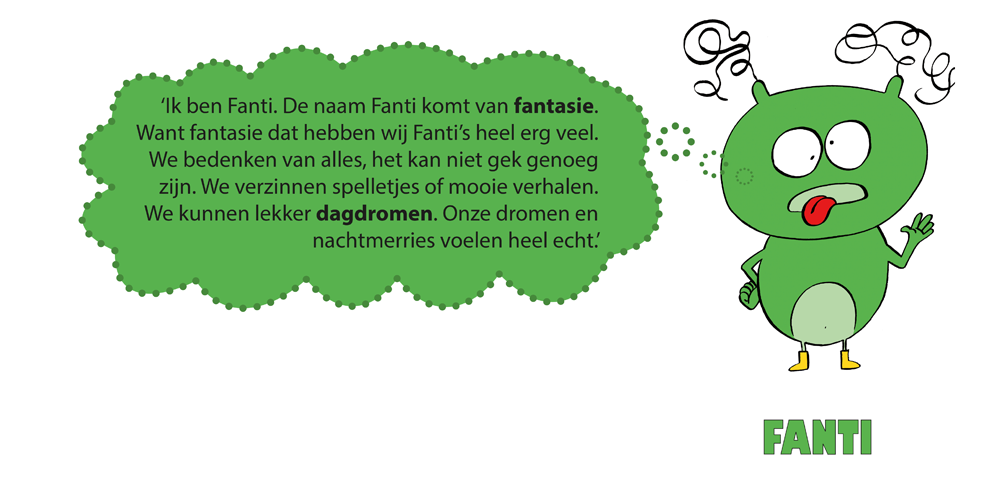 ‘Ik ben Fanti. De naam Fanti komt van fantasie.
Want fantasie dat hebben wij Fanti’s heel erg veel.
We bedenken van alles, het kan niet gek genoeg
zijn. We verzinnen spelletjes of mooie verhalen.
We kunnen lekker dagdromen. Onze dromen en
nachtmerries voelen heel echt.’
FANTI